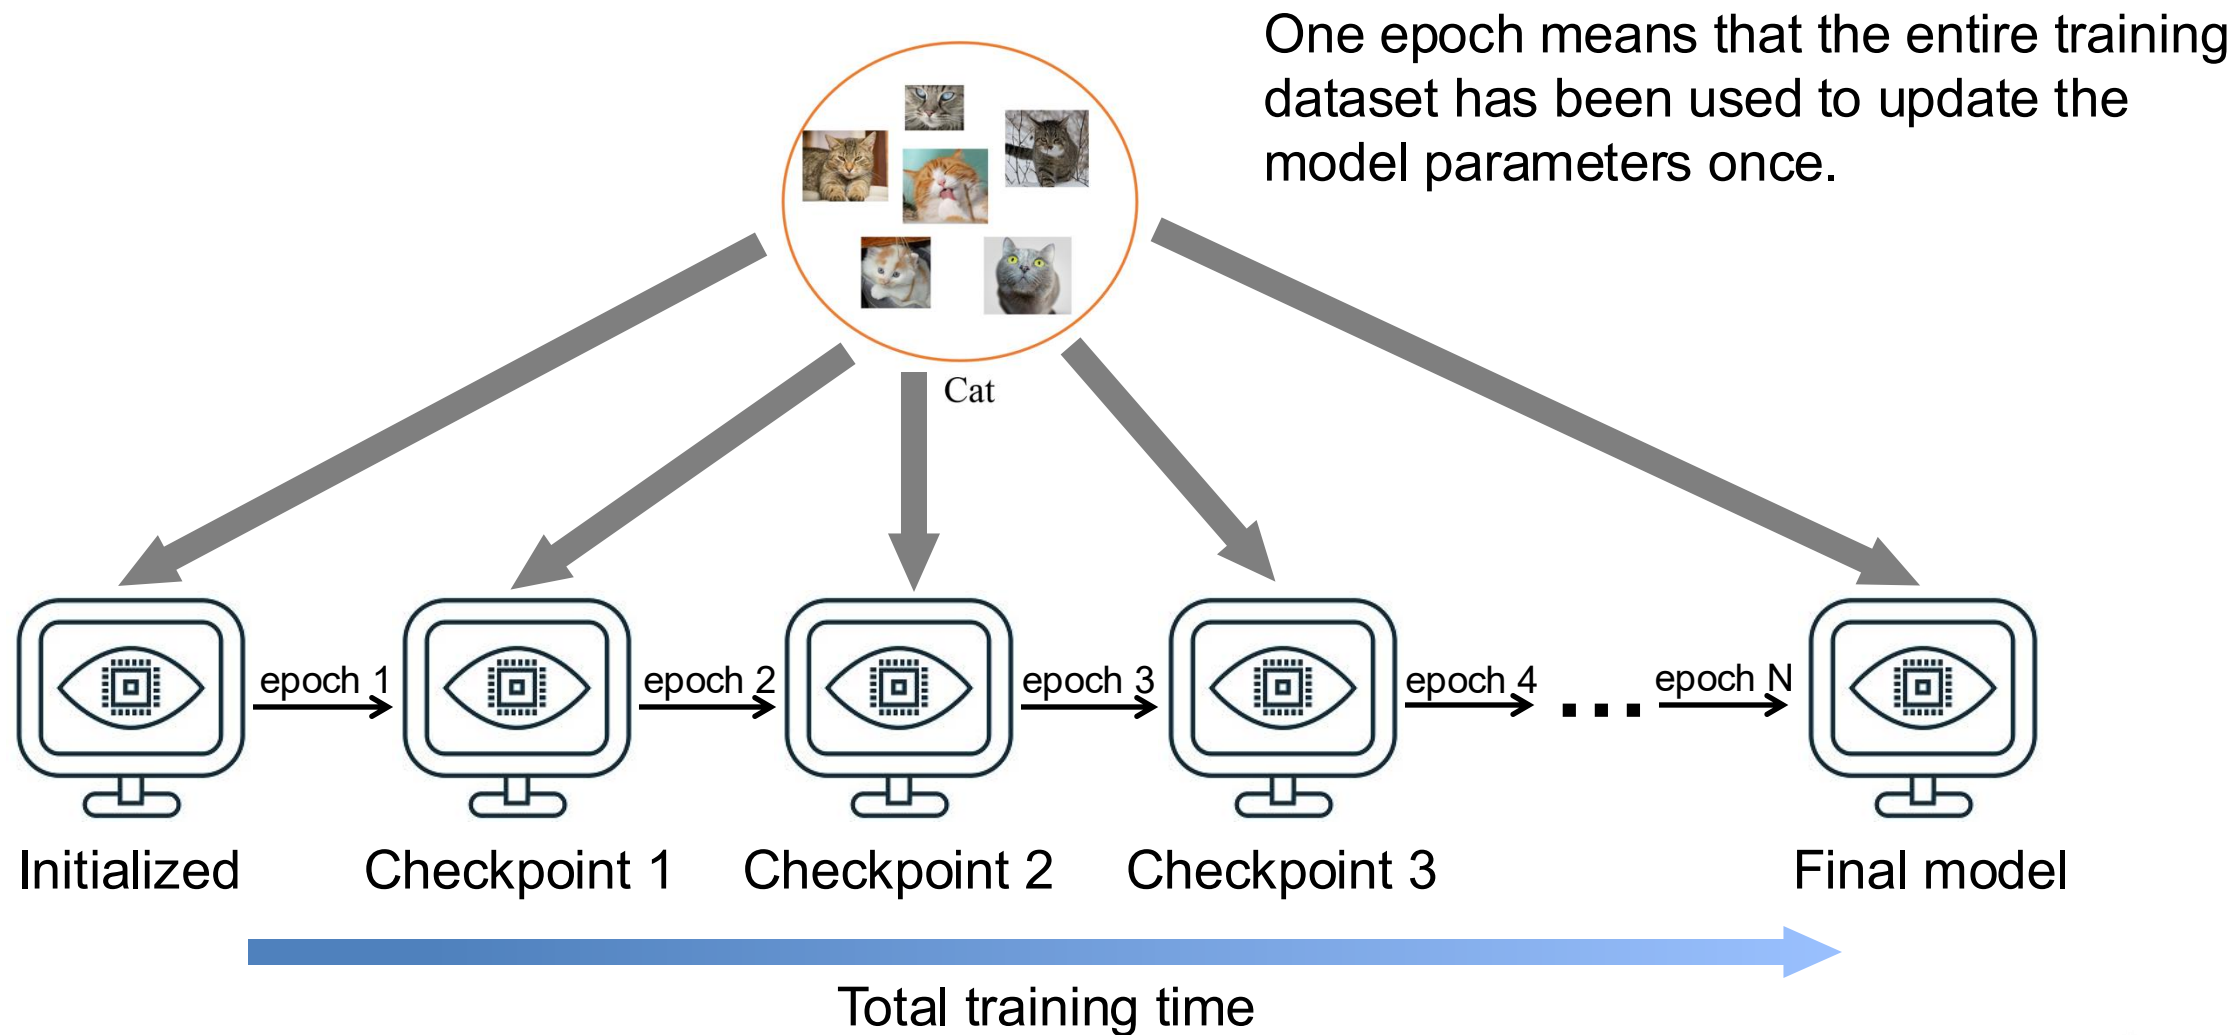 One epoch means that the entire training
dataset has been used to update the
model parameters once.
Cat
epoch 1
epoch 2
epoch 3
epoch 4
...
epoch N
Initialized
Checkpoint 1
Checkpoint 2
Checkpoint 3
Final model
Total training time